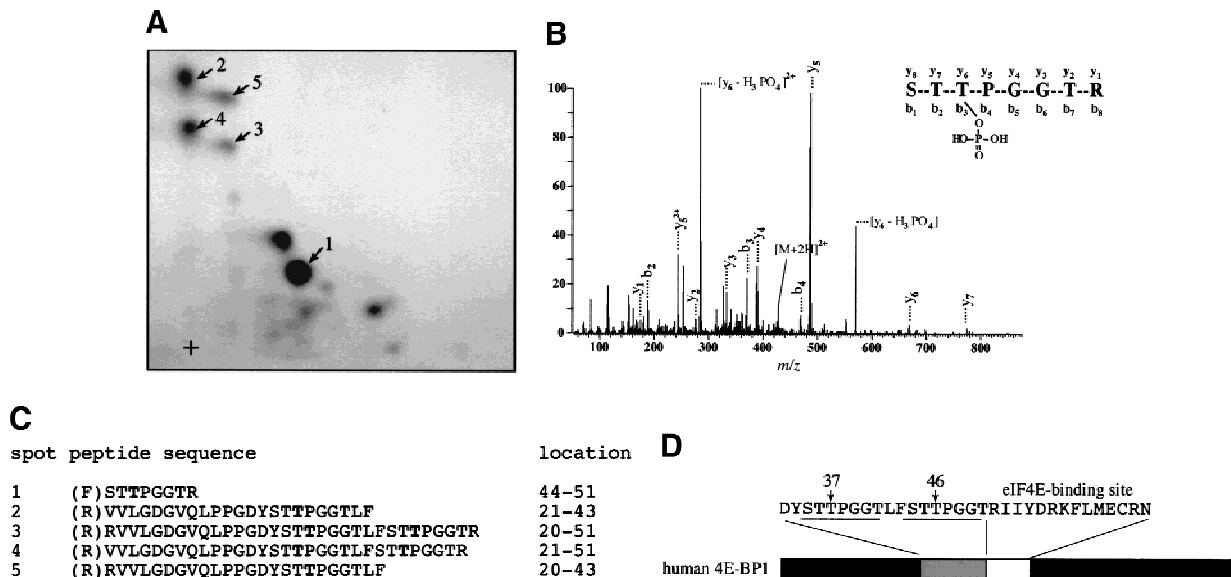 A
2
5
4
3
1
+
B
100
80
60
40
20
0
100 200 300 400 500 600 700 800
m/z
y1
b2
y5 2+
y2
[y6 - H3PO4]2+
y3
b3
y4
[M+2H]2+
b4
y5
[y6 - H3PO4]
y6
y7
y8 y7 y6 y5 y4 y3 y2 y1
S--T--T--P--G--G--T--R
b1 b2 b3 b4 b5 b6 b7 b8
O
HO-P-OH
O
C
spot peptide sequence location
1 (F)STTPGGTR 44-51
2 (R)VVLGDGVQLPPGDYSTTPGGTLF 21-43
3 (R)RVVLGDGVQLPPGDYSTTPGGTLFSTTPGGTR 20-51
4 (R)VVLGDGVQLPPGDYSTTPGGTLFSTTPGGTR 21-51
5 (R)RVVLGDGVQLPPGDYSTTPGGTLF 20-43
D
37 46 eIF4E-binding site
DYSTTPGGTLFSTTPGGTRIIYDRKFLMECRN
human 4E-BP1